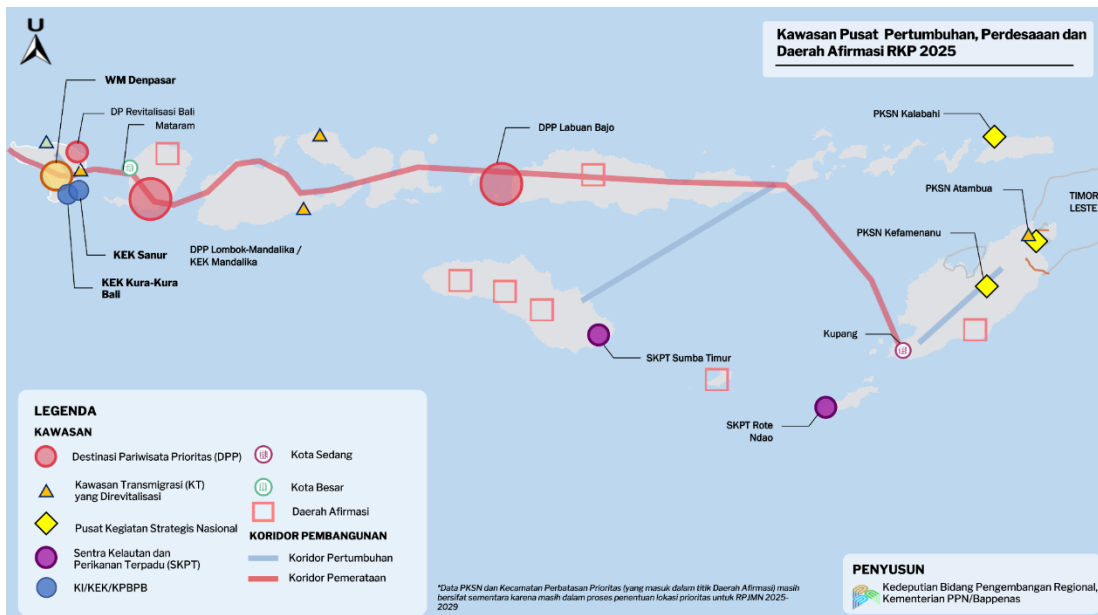 U
Kawasan Pusat Pertumbuhan, Perdesaaan dan
Daerah Afirmasi RKP 2025
WM Denpasar
DP Revitalisasi Bali
Mataram
DPP Labuan Bajo
PKSN Kalabahi
PKSN Atambua
TIMOR
LESTE
PKSN Kefamenanu
KEK Sanur
DPP Lombok-Mandalika /
KEK Mandalika
KEK Kura-Kura
Bali
Kupang
SKPT Sumba Timur
SKPT Rote
Ndao
LEGENDA
KAWASAN
Destinasi Pariwisata Prioritas (DPP)
Kawasan Transmigrasi (KT)
yang Direvitalisasi
Pusat Kegiatan Strategis Nasional
Sentra Kelautan dan
Perikanan Terpadu (SKPT)
KI/KEK/KPBPB
Kota Sedang
Kota Besar
Daerah Afirmasi
KORIDOR PEMBANGUNAN
Koridor Pertumbuhan
Koridor Pemerataan
*Data PKSN dan Kecamatan Perbatasan Prioritas (yang masuk dalam titik Daerah Afirmasi) masih
bersifat sementara karena masih dalam proses penentuan lokasi prioritas untuk RPJMN 2025-
2029
PENYUSUN
Kedeputian Bidang Pengembangan Regional,
Kementerian PPN/Bappenas